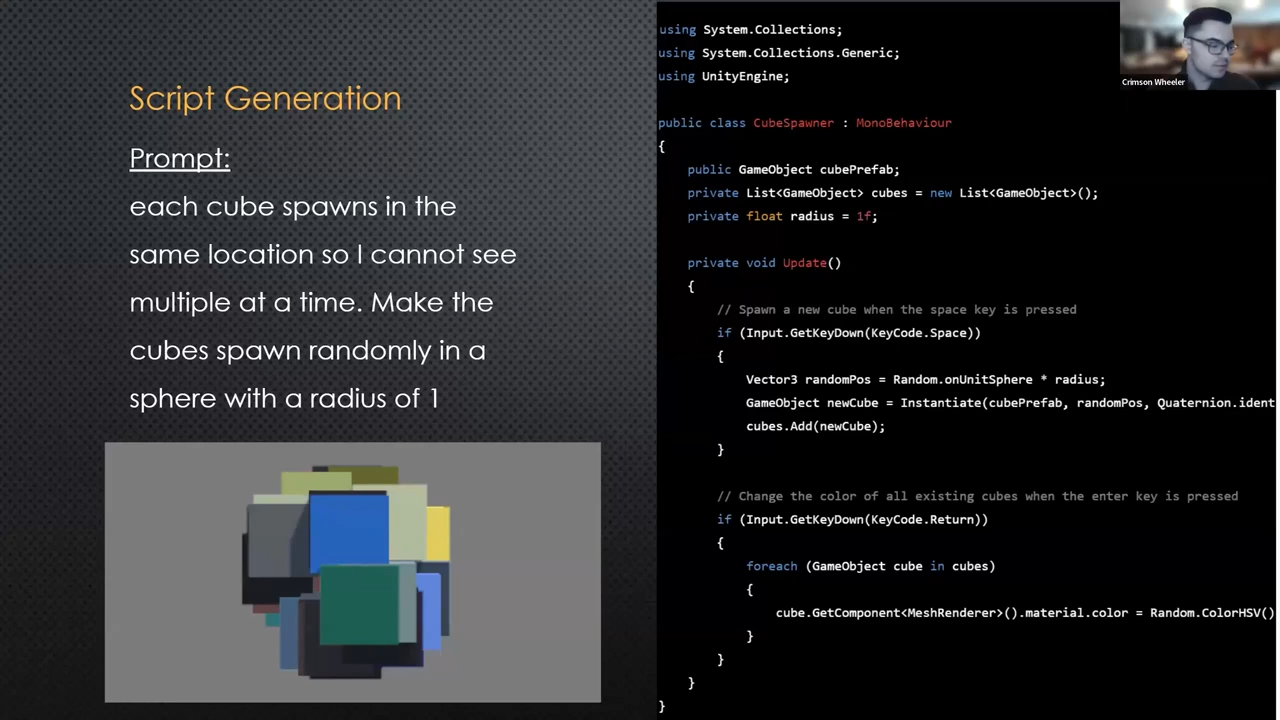 Script Generation
Prompt:
each cube spawns in the
same location so I cannot see
multiple at a time. Make the
cubes spawn randomly in a
sphere with a radius of 1
using System.Collections;
using System.Collections.Generic;
using UnityEngine;
public class CubeSpawner : MonoBehaviour
{
public GameObject cubePrefab;
private List<GameObject> cubes = new List<GameObject>();
private float radius = 1f;
private void Update()
{
// Spawn a new cube when the space key is pressed
if (Input.GetKeyDown(KeyCode.Space))
{
Vector3 randomPos = Random.onUnitSphere * radius;
GameObject newCube = Instantiate(cubePrefab, randomPos, Quaternion.ident
cubes.Add(newCube);
}
// Change the color of all existing cubes when the enter key is pressed
if (Input.GetKeyDown(KeyCode.Return))
{
foreach (GameObject cube in cubes)
{
cube.GetComponent<MeshRenderer>().material.color = Random.ColorHSV()
}
}
}
}
Crimson Wheeler